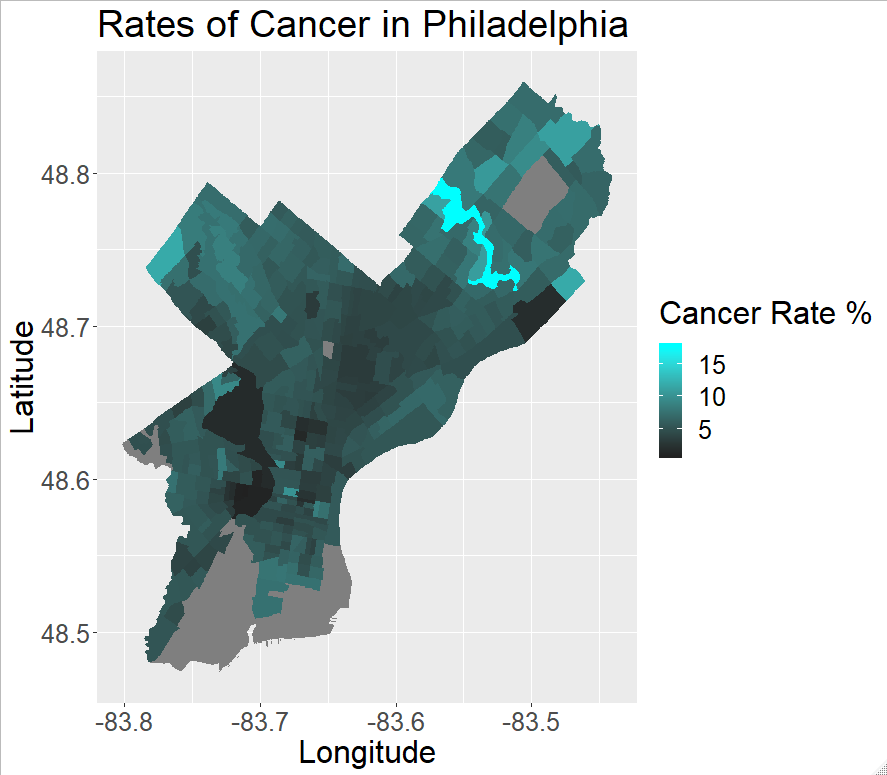 Rates of Cancer in Philadelphia
48.8
48.7
48.6
48.5
Latitude
-83.8 -83.7 -83.6 -83.5
Longitude
Cancer Rate %
15
10
5